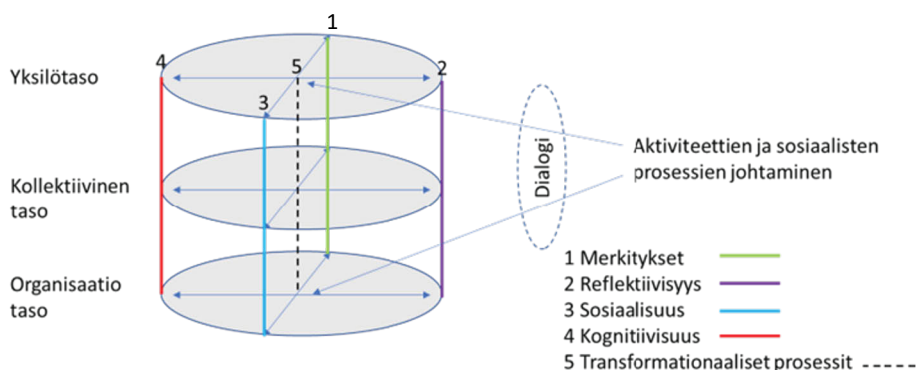 1
4
5
2
3
Yksilötaso
Kollektiivinen
taso
Organisaatio
taso
Dialogi
Aktiviteettien ja sosiaalisten
prosessien johtaminen
1 Merkitykset
2 Reflektiivisyys
3 Sosiaalisuus
4 Kognitiivisuus
5 Transformationaaliset prosessit